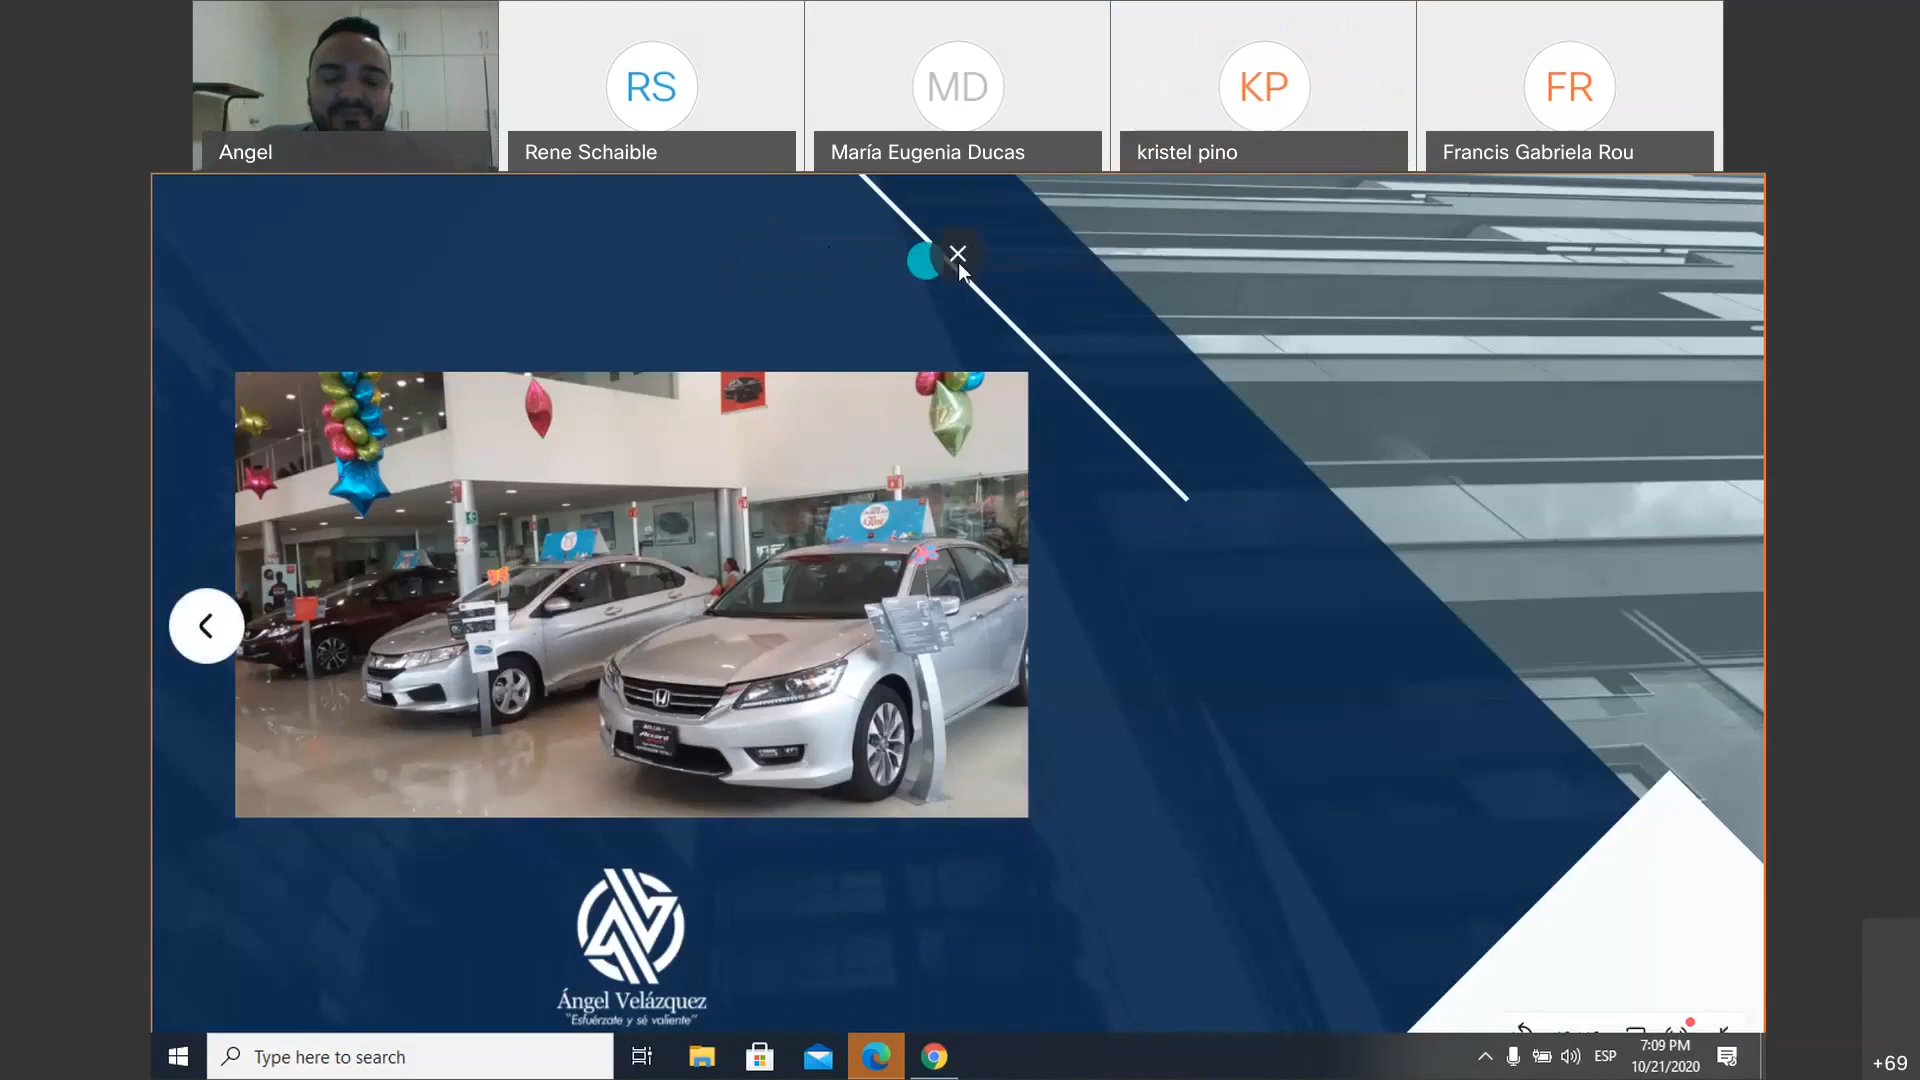 RS
MD
KP
FR
Angel
Rene Schaible
María Eugenia Ducas
kristel pino
Francis Gabriela Rou
Accord
Ángel Velázquez
"Esfuérzate y sé valiente"
Type here to search
ESP
7:09 PM
10/21/2020
+69